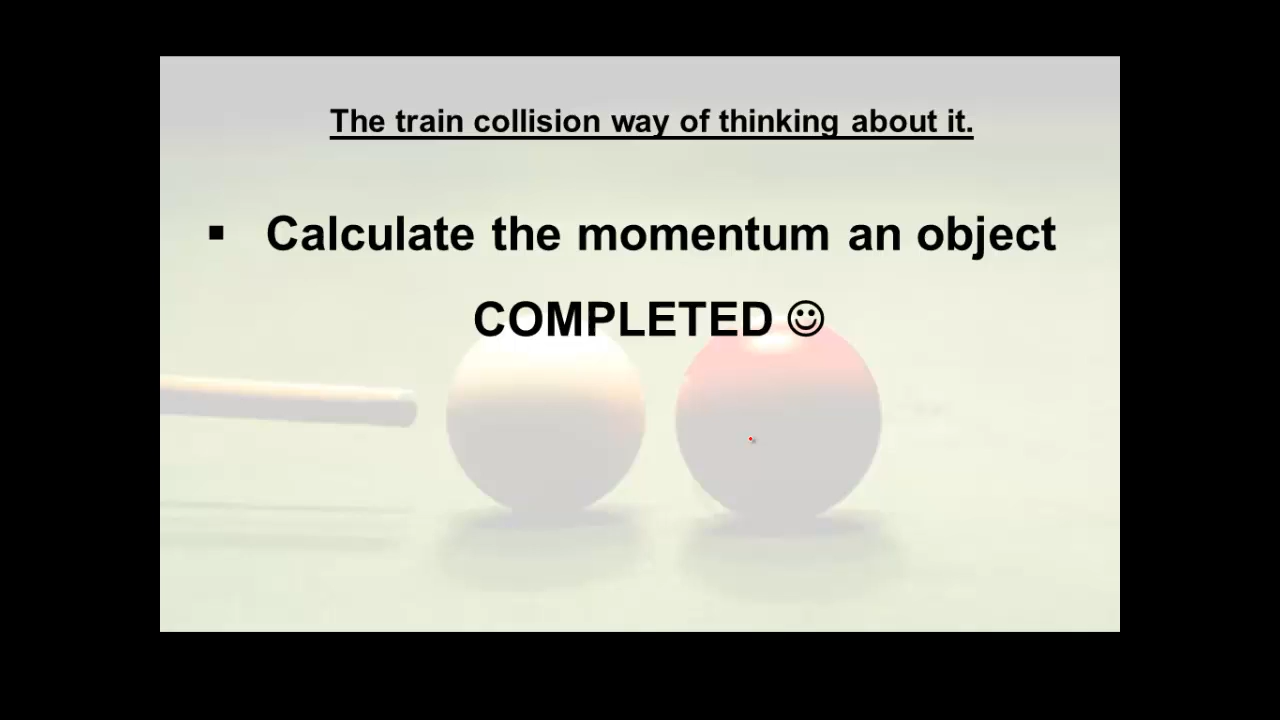 The train collision way of thinking about it.
▪ Calculate the momentum an object
COMPLETED ☺